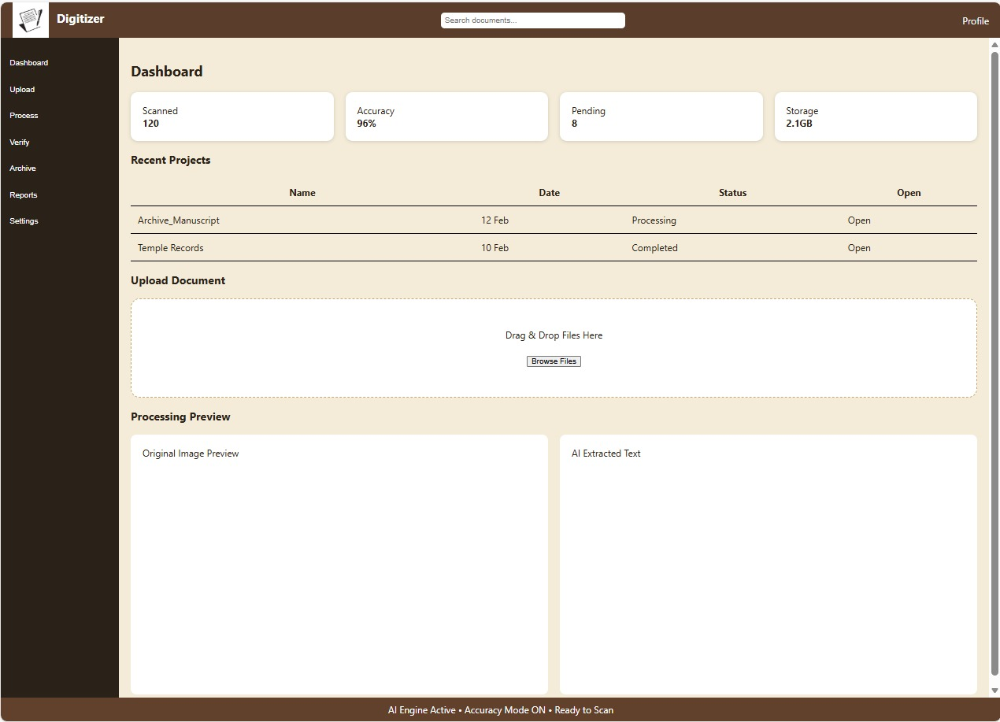 Digitizer
Search documents...
Profile
Dashboard
Upload
Process
Verify
Archive
Reports
Settings
Dashboard
Scanned
120
Accuracy
96%
Pending
8
Storage
2.1GB
Recent Projects
Name Date Status Open
Archive_Manuscript 12 Feb Processing Open
Temple Records 10 Feb Completed Open
Upload Document
Drag & Drop Files Here
Browse Files
Processing Preview
Original Image Preview
AI Extracted Text
AI Engine Active • Accuracy Mode ON • Ready to Scan